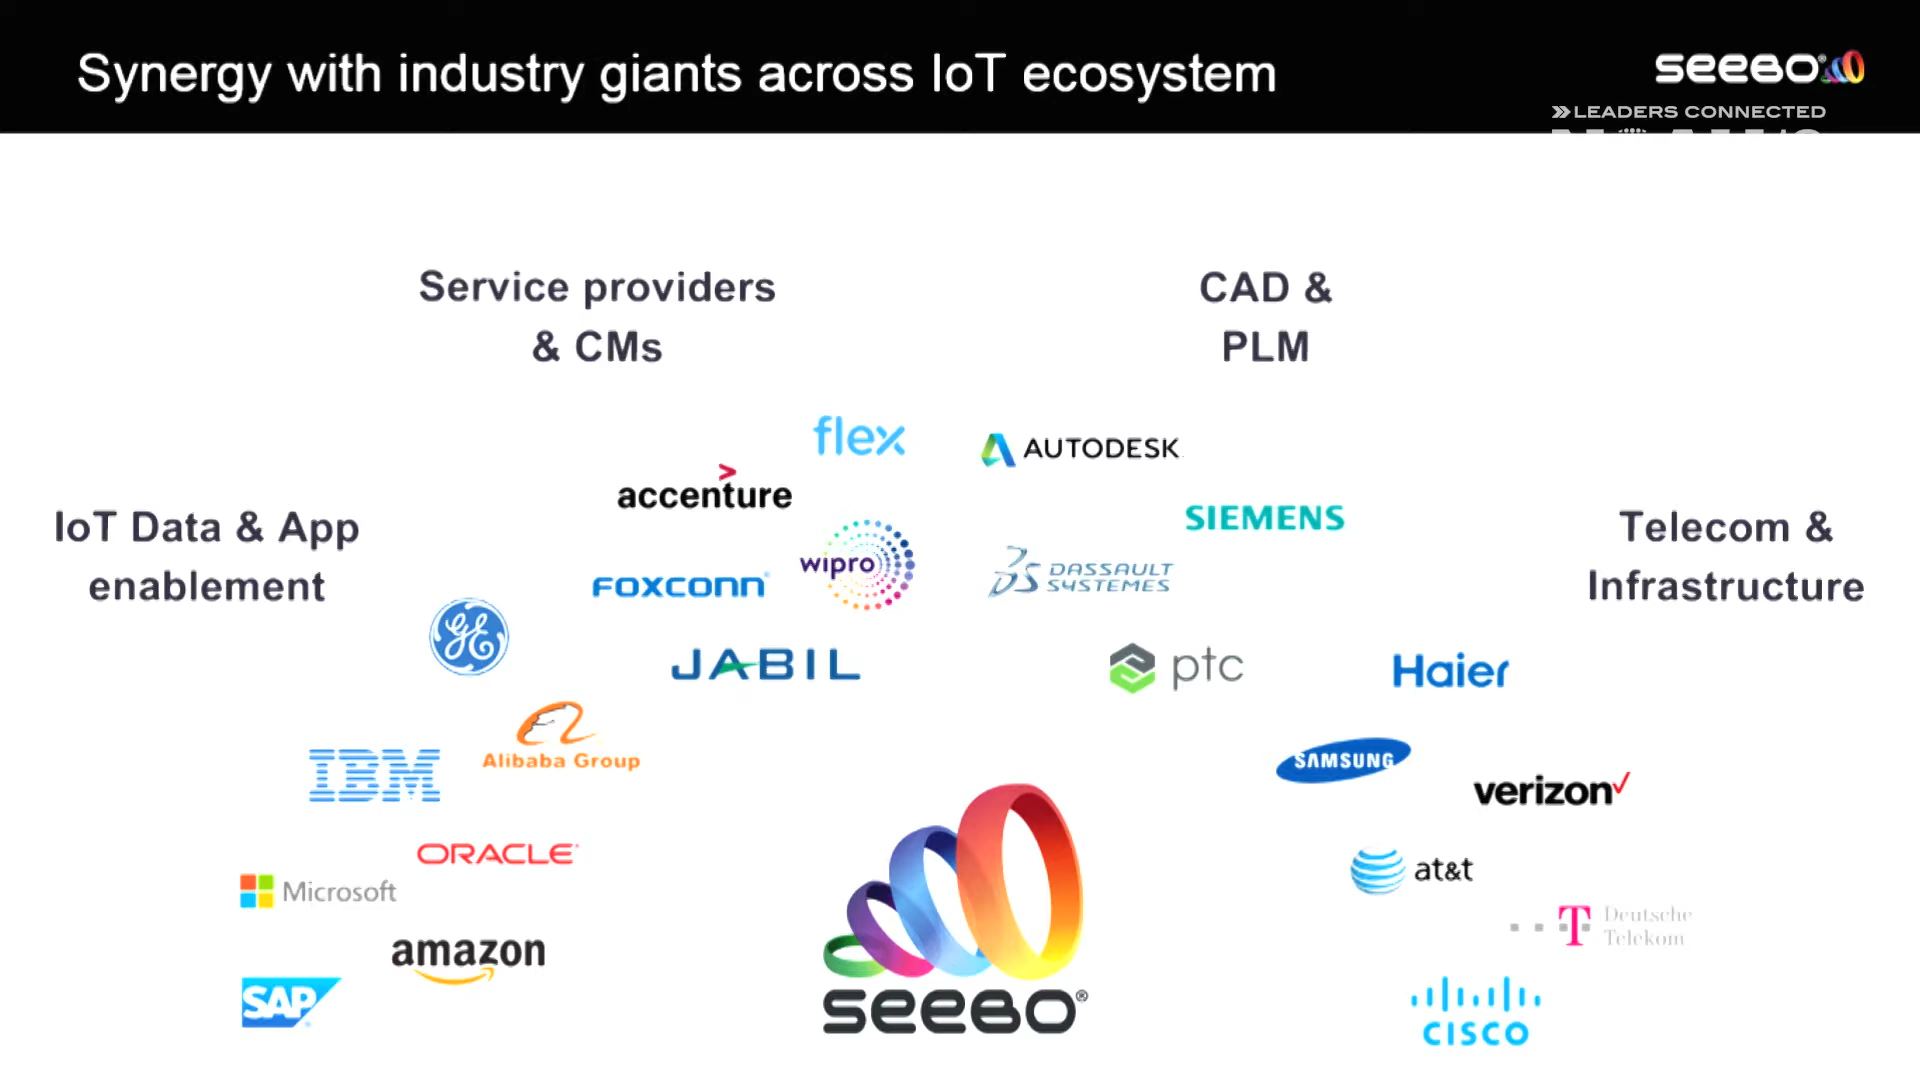 Synergy with industry giants across IoT ecosystem
SEEBO
LEADERS CONNECTED
Service providers
& CMs
CAD &
PLM
flex
AUTODESK
accenture
SIEMENS
IoT Data & App
enablement
Telecom &
Infrastructure
wipro
FOXCONN
DASSAULT
SYSTEMES
GE
JABIL
ptc
Haier
Alibaba Group
IBM
SAMSUNG
verizon
ORACLE
at&t
Microsoft
T Deutsche
Telekom
amazon
SAP
SEEBO®
CISCO